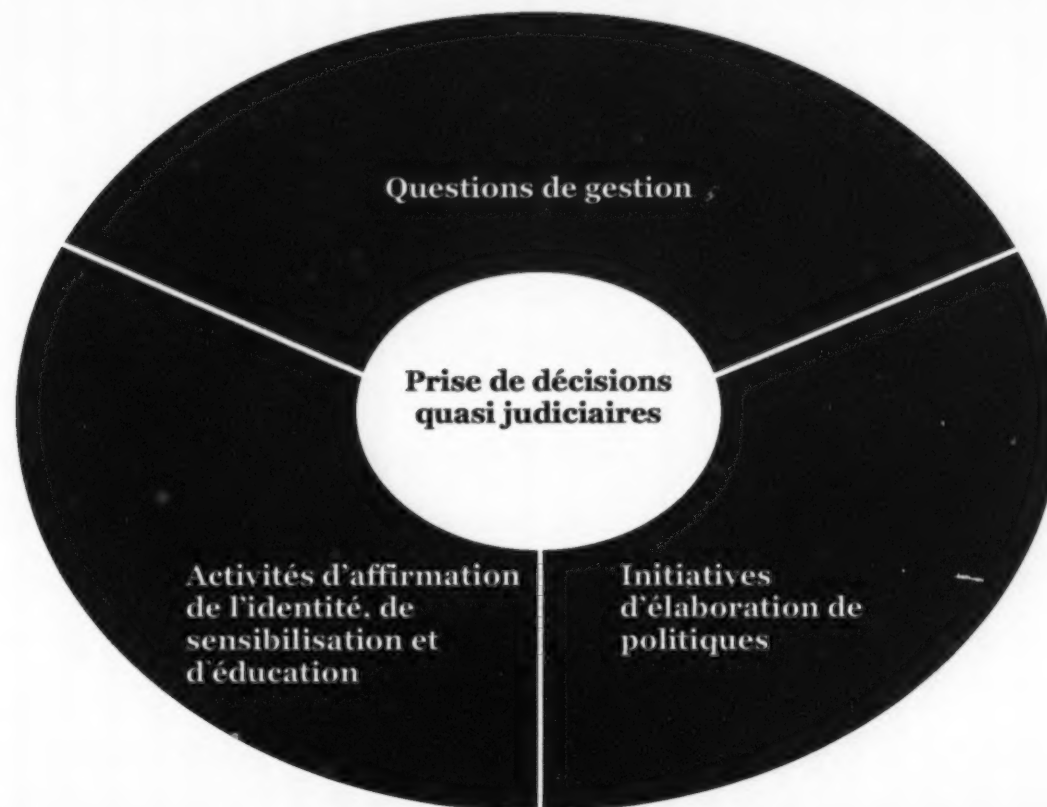 Questions de gestion
Prise de décisions
quasi judiciaires
Activités d'affirmation
de l'identité, de
sensibilisation et
d'éducation
Initiatives
d'élaboration de
politiques